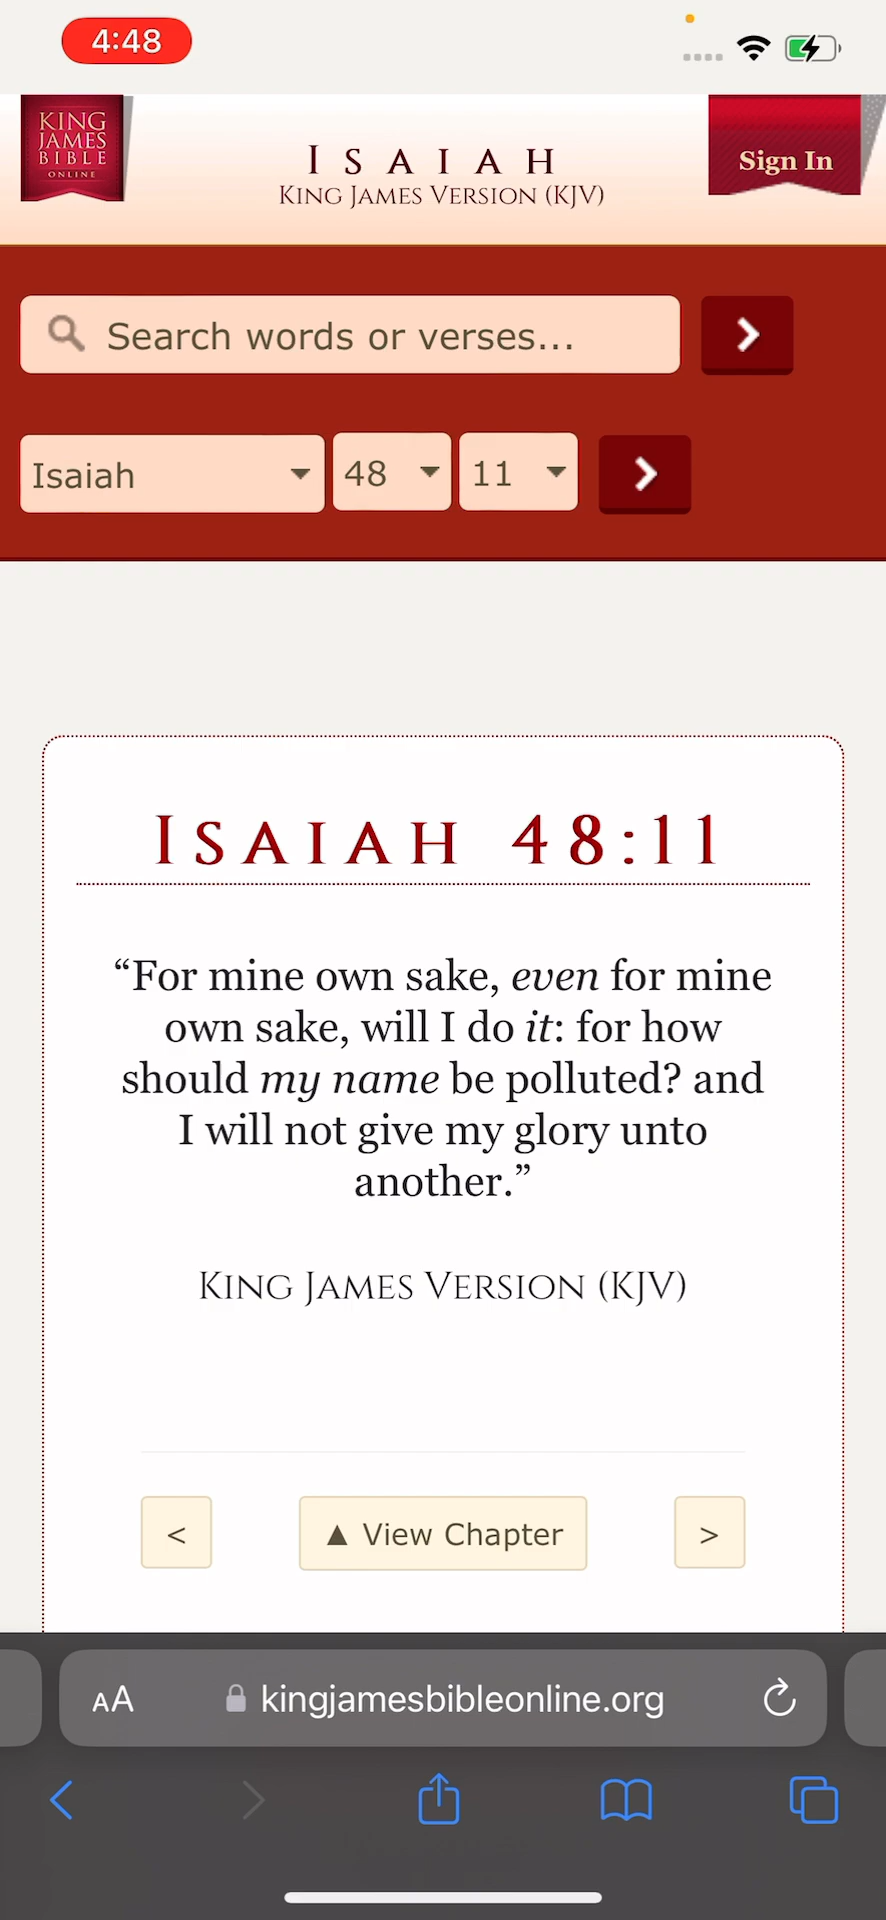 4:48
KING
JAMES
BIBLE
ONLINE
ISAIAH
KING JAMES VERSION (KJV)
Sign In
Search words or verses...
Isaiah
48
11
ISAIAH 48:11
“For mine own sake, even for mine
own sake, will I do it: for how
should my name be polluted? and
I will not give my glory unto
another.”
KING JAMES VERSION (KJV)
<
▲ View Chapter
>
AA
kingjamesbibleonline.org